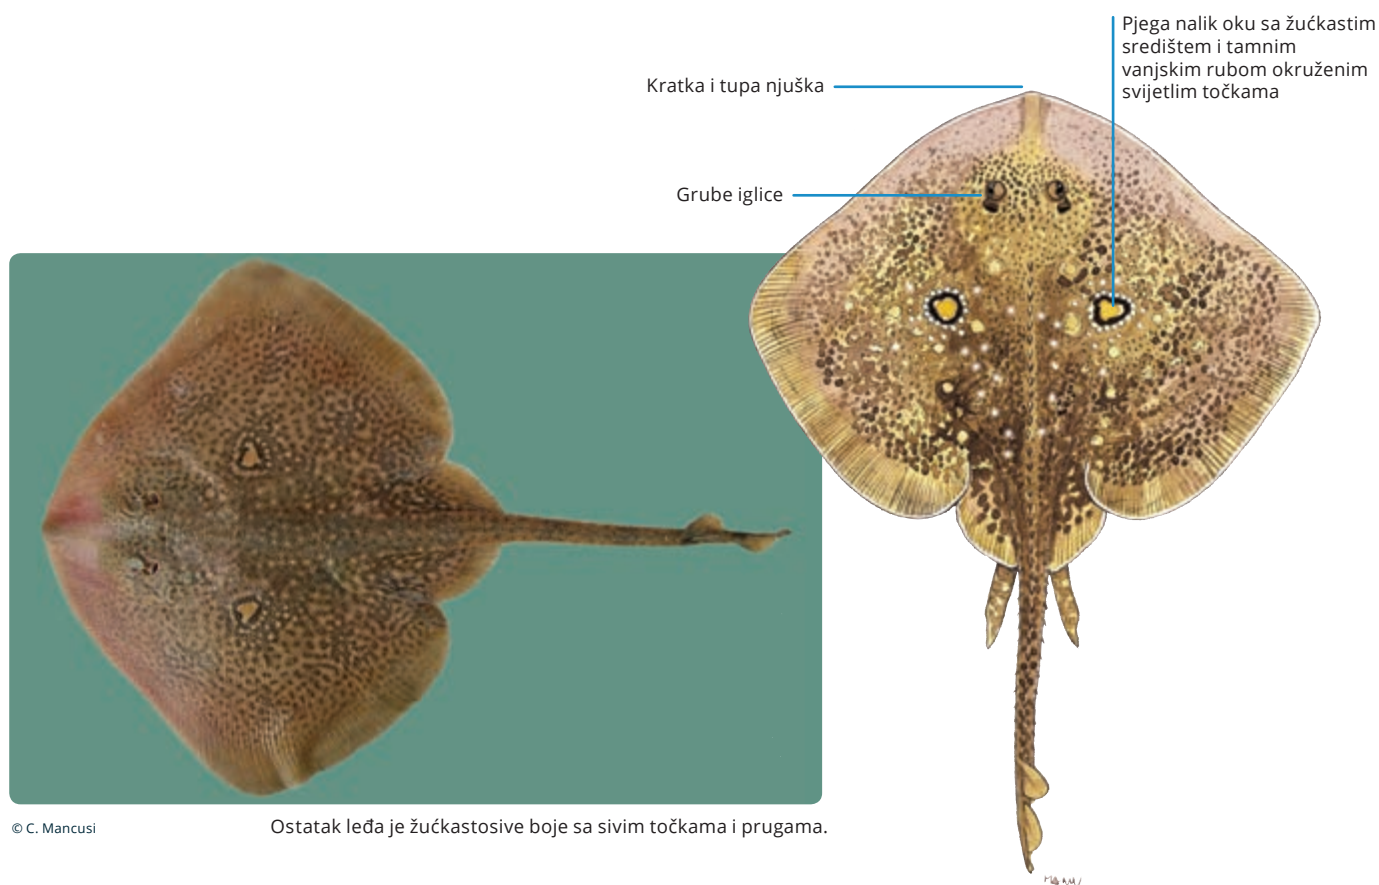 Pjega nalik oku sa žućkastim
središtem i tamnim
vanjskim rubom okruženim
svijetlim točkama
Kratka i tupa njuška
Grube iglice
© C. Mancusi
Ostatak leđa je žućkastosive boje sa sivim točkama i prugama.